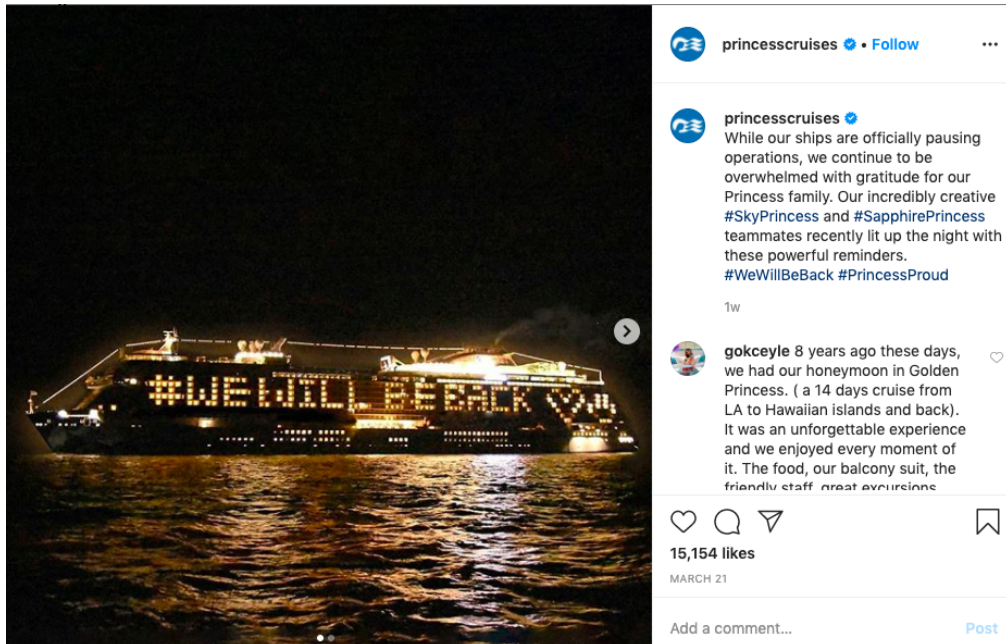 #WE WILL BE BACK
princesscruises • Follow
princesscruises
While our ships are officially pausing
operations, we continue to be
overwhelmed with gratitude for our
Princess family. Our incredibly creative
#SkyPrincess and #SapphirePrincess
teammates recently lit up the night with
these powerful reminders.
#WeWillBeBack #PrincessProud
1w
gokceyle 8 years ago these days,
we had our honeymoon in Golden
Princess. ( a 14 days cruise from
LA to Hawaiian islands and back).
It was an unforgettable experience
and we enjoyed every moment of
it. The food, our balcony suit, the
friendly staff, great excursions
15,154 likes
MARCH 21
Add a comment...
Post